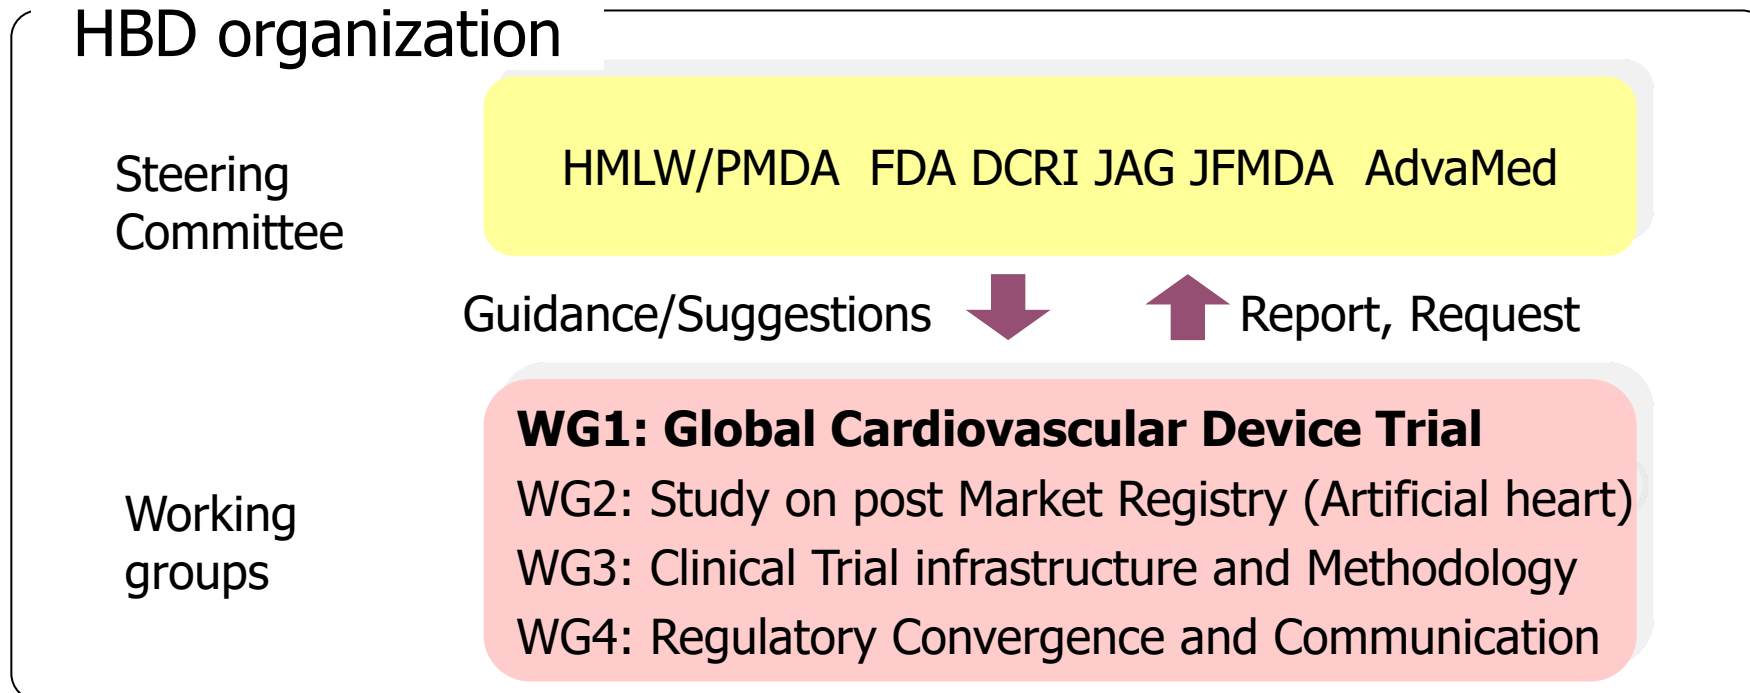 HBD organization
Steering
Committee
HMLW/PMDA FDA DCRI JAG JFMDA AdvaMed
Guidance/Suggestions
Report, Request
Working
groups
WG1: Global Cardiovascular Device Trial
WG2: Study on post Market Registry (Artificial heart)
WG3: Clinical Trial infrastructure and Methodology
WG4: Regulatory Convergence and Communication